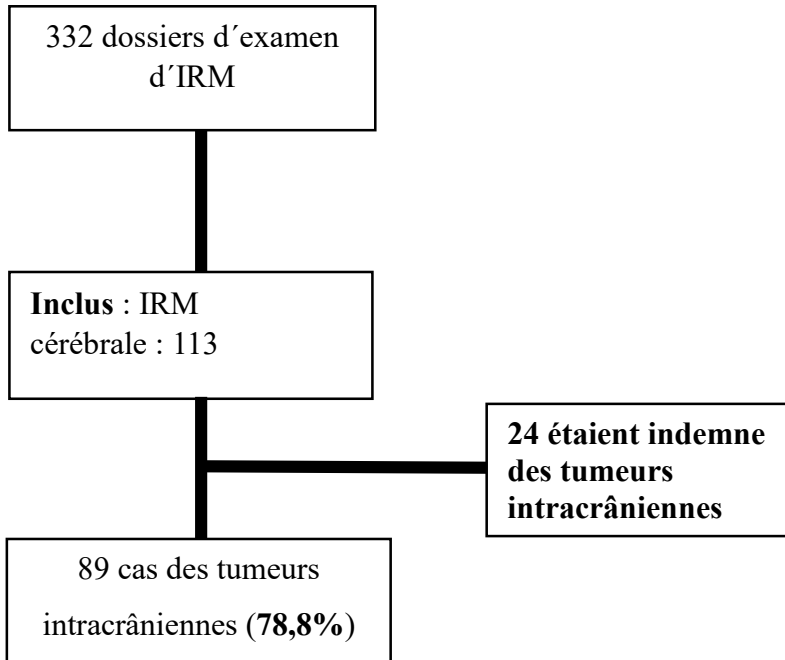 332 dossiers d´examen
d´IRM
Inclus : IRM
cérébrale : 113
24 étaient indemne
des tumeurs
intracrâniennes
89 cas des tumeurs
intracrâniennes (78,8%)